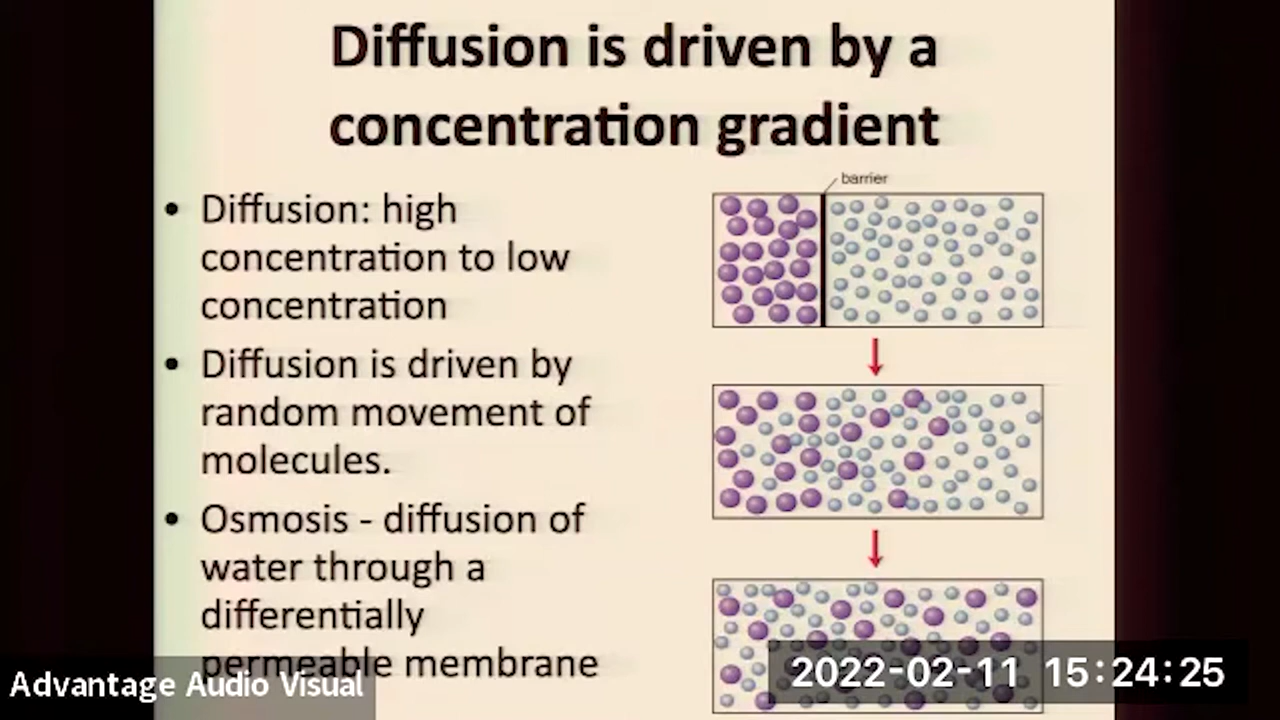 Diffusion is driven by a
concentration gradient
• Diffusion: high
concentration to low
concentration
• Diffusion is driven by
random movement of
molecules.
• Osmosis - diffusion of
water through a
differentially
permeable membrane
barrier
Advantage Audio Visual
2022-02-11 15:24:25